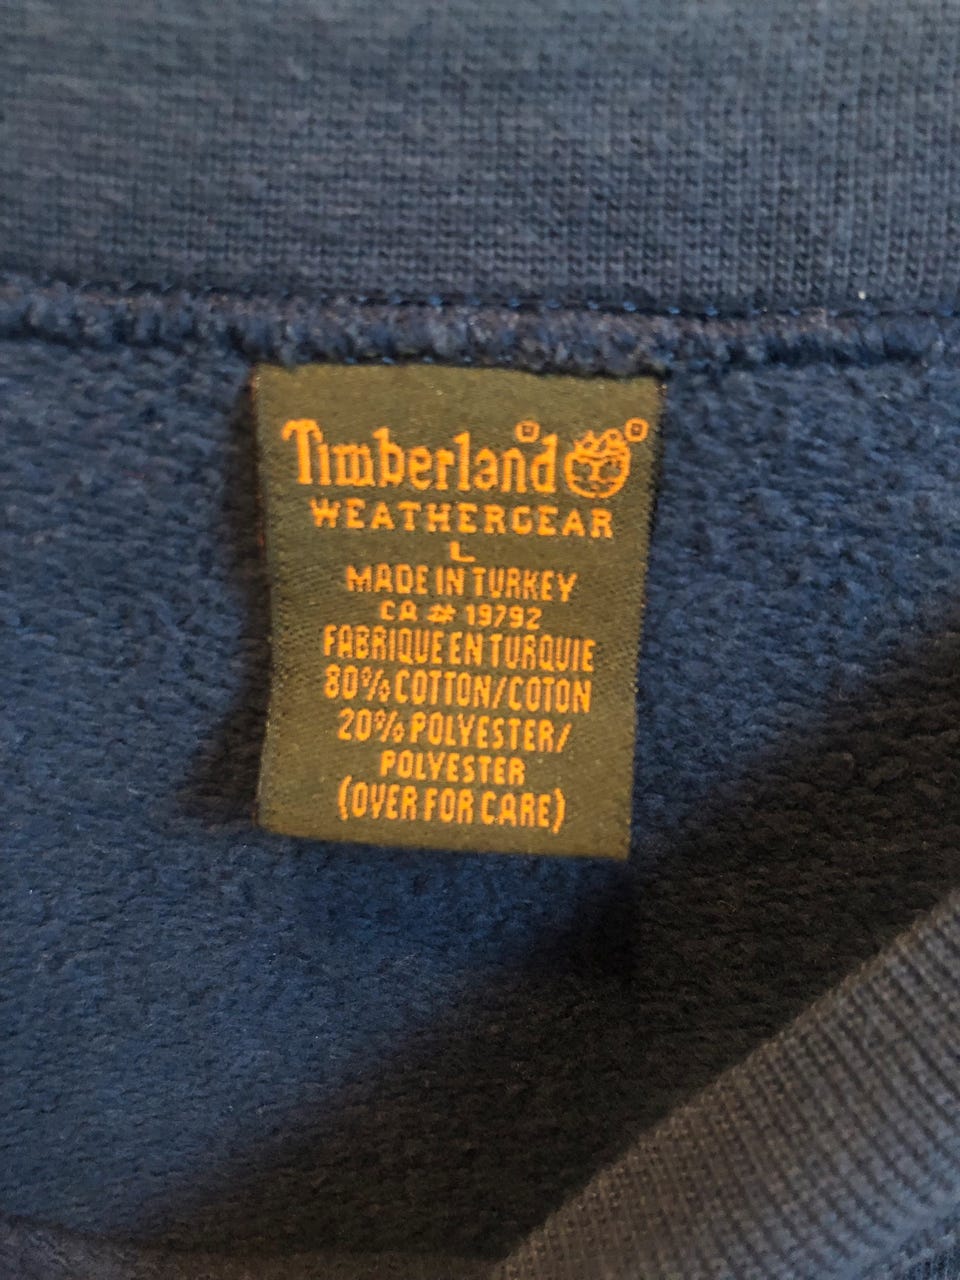 Timberland®
WEATHERGEAR
L
MADE IN TURKEY
CA # 19792
FABRIQUE EN TURQUIE
80% COTTON/COTON
20% POLYESTER/
POLYESTER
(OVER FOR CARE)